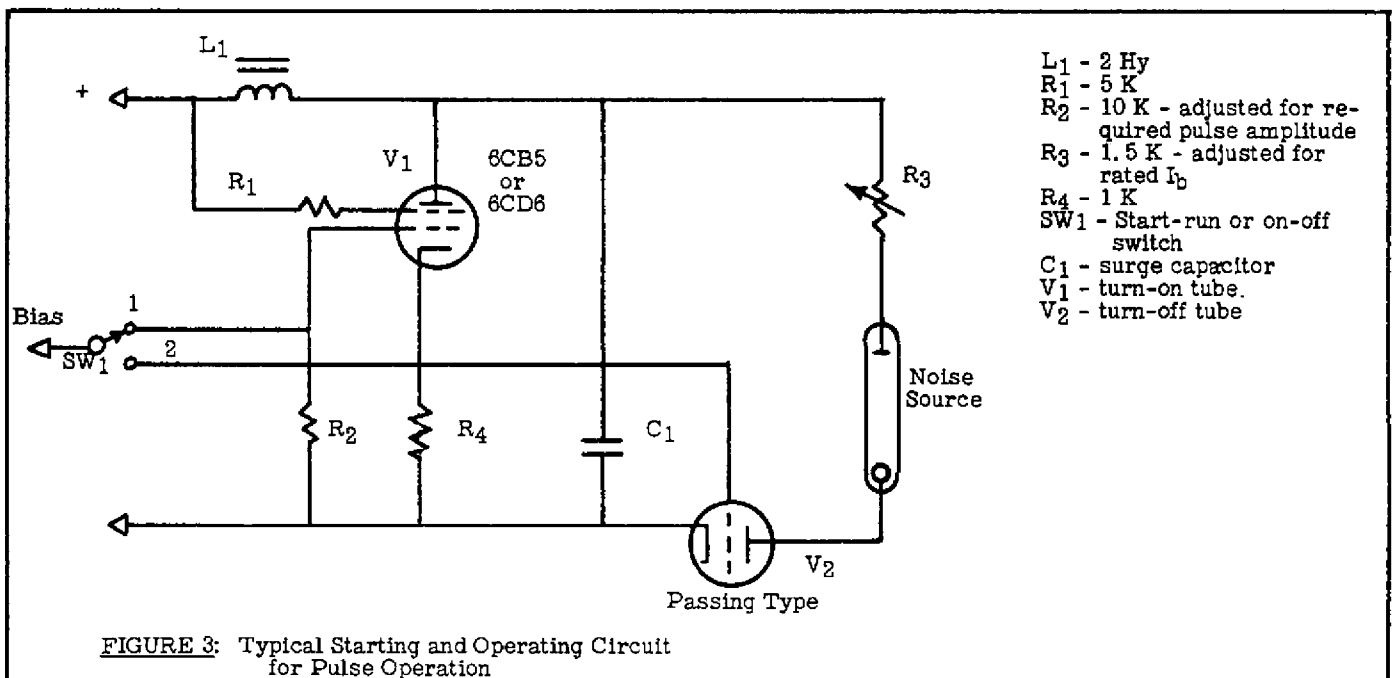 L1
+
V1
6CB5
or
6CD6
R1
R3
1
Bias
SW1
2
R2
R4
C1
Noise
Source
V2
Passing Type
L1 - 2 Hy
R1 - 5 K
R2 - 10 K - adjusted for re-
quired pulse amplitude
R3 - 1.5 K - adjusted for
rated Ib
R4 - 1 K
SW1 - Start-run or on-off
switch
C1 - surge capacitor
V1 - turn-on tube.
V2 - turn-off tube
FIGURE 3: Typical Starting and Operating Circuit
for Pulse Operation